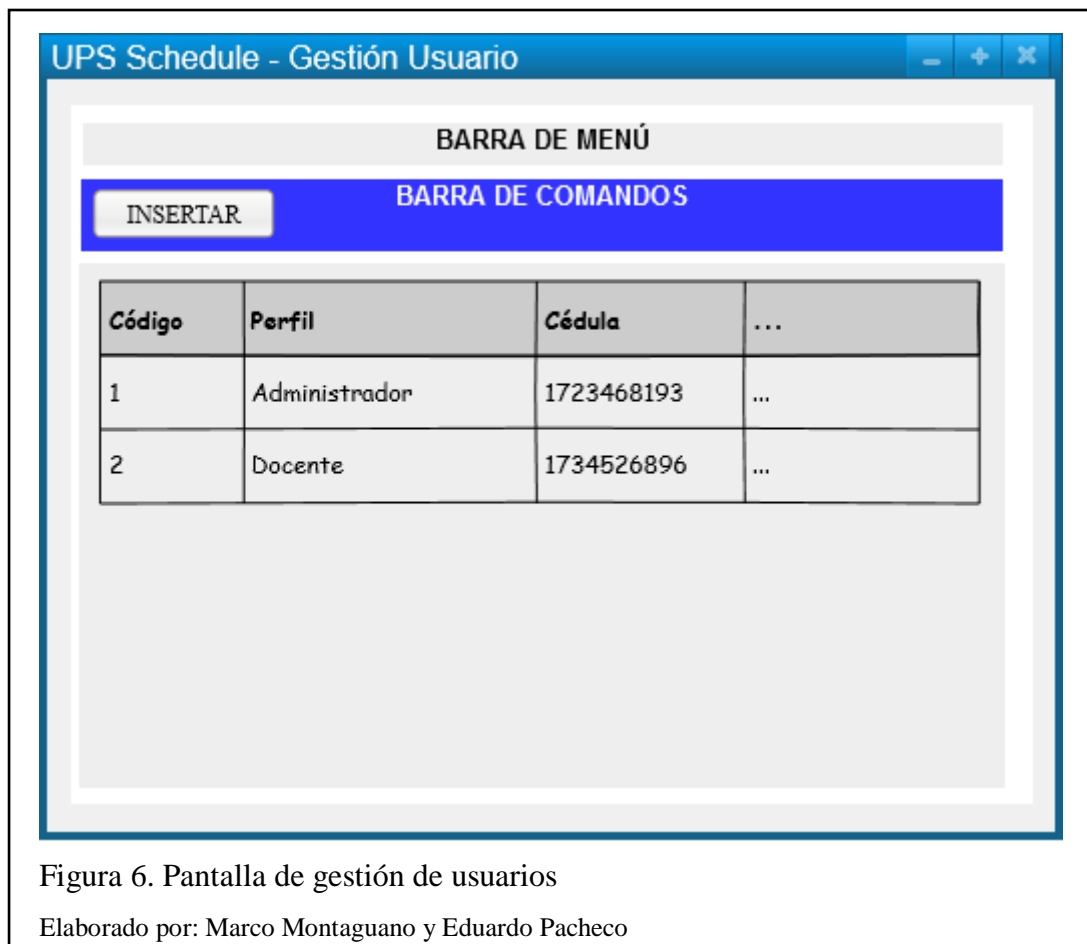 UPS Schedule - Gestión Usuario
BARRA DE MENÚ
BARRA DE COMANDOS
INSERTAR
Código Perfil Cédula ...
1 Administrador 1723468193 ...
2 Docente 1734526896 ...
Figura 6. Pantalla de gestión de usuarios
Elaborado por: Marco Montaguano y Eduardo Pacheco